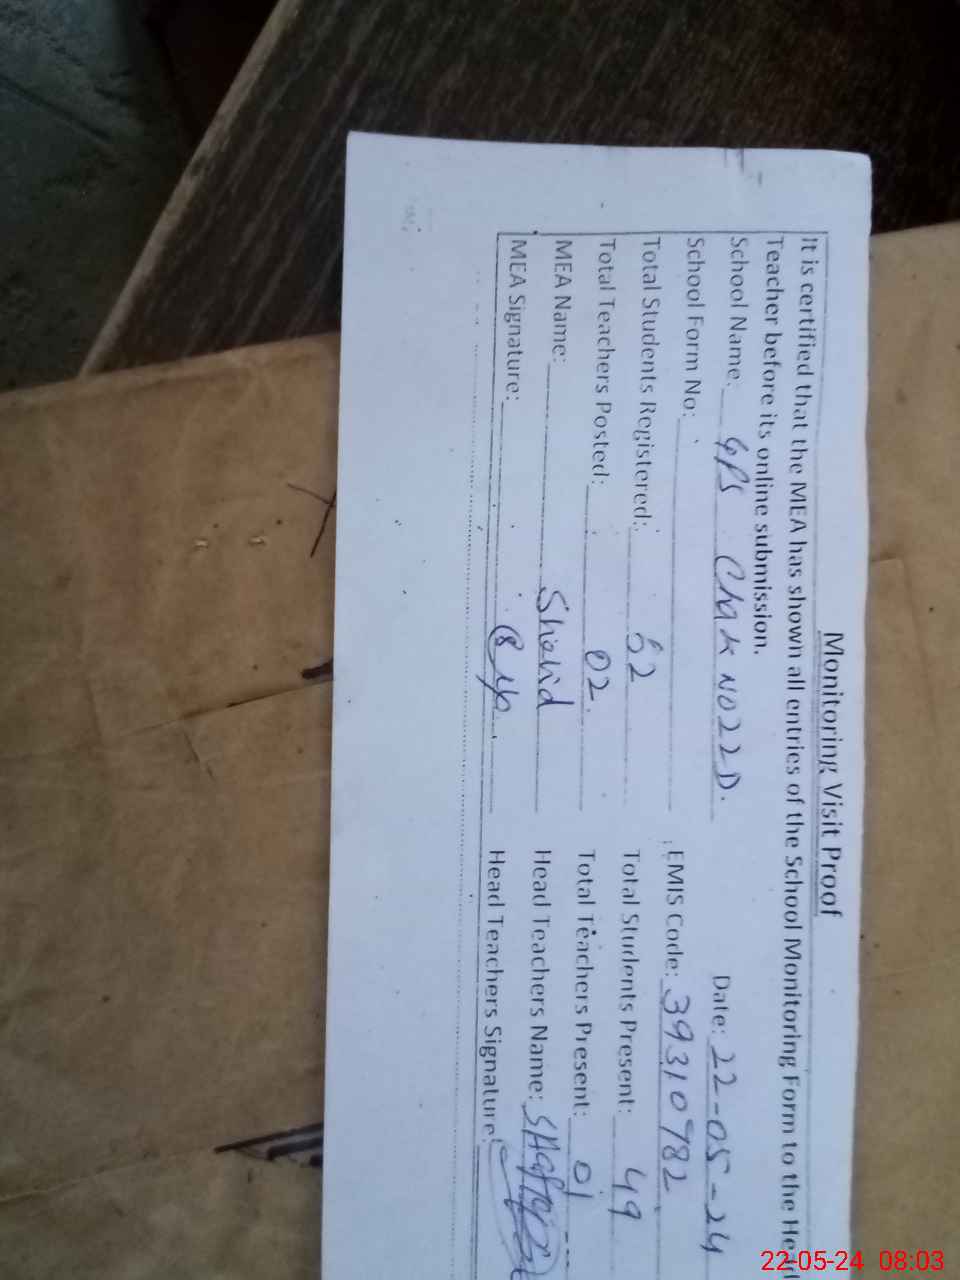 Monitoring Visit Proof
It is certified that the MEA has shown all entries of the School Monitoring Form to the Head
Teacher before its online submission.
School Name: GPS Chak NO22D. Date: 22-05-24
School Form No: EMIS Code: 39310782
Total Students Registered: 52 Total Students Present: 49
Total Teachers Posted: 02. Total Teachers Present: 01
MEA Name: Shahid Head Teachers Name:
MEA Signature: Head Teachers Signature:
22-05-24 08:03